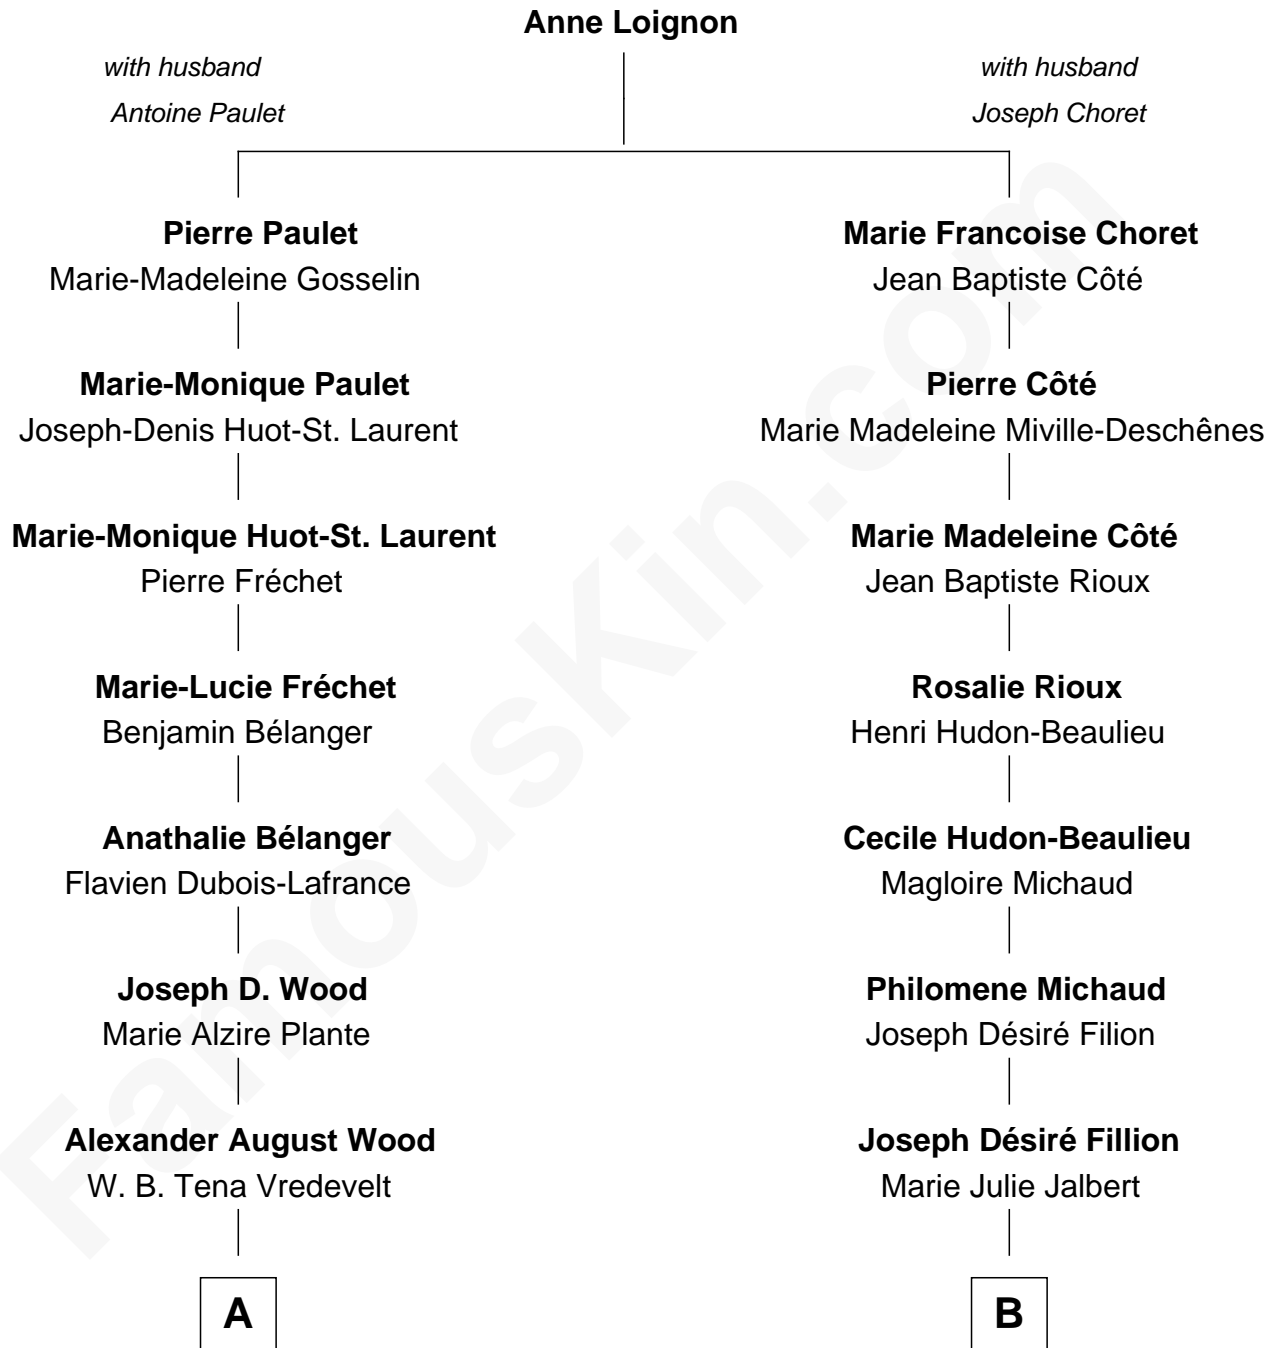 Anne Loignon
with husband
Antoine Paulet
with husband
Joseph Choret
Pierre Paulet
Marie-Madeleine Gosselin
Marie-Monique Paulet
Joseph-Denis Huot-St. Laurent
Marie-Monique Huot-St. Laurent
Pierre Fréchet
Marie-Lucie Fréchet
Benjamin Bélanger
Anathalie Bélanger
Flavien Dubois-Lafrance
Joseph D. Wood
Marie Alzire Plante
Alexander August Wood
W. B. Tena Vredevelt
A
Marie Francoise Choret
Jean Baptiste Côté
Pierre Côté
Marie Madeleine Miville-Deschênes
Marie Madeleine Côté
Jean Baptiste Rioux
Rosalie Rioux
Henri Hudon-Beaulieu
Cecile Hudon-Beaulieu
Magloire Michaud
Philomene Michaud
Joseph Désiré Filion
Joseph Désiré Fillion
Marie Julie Jalbert
B
FamousKin.com